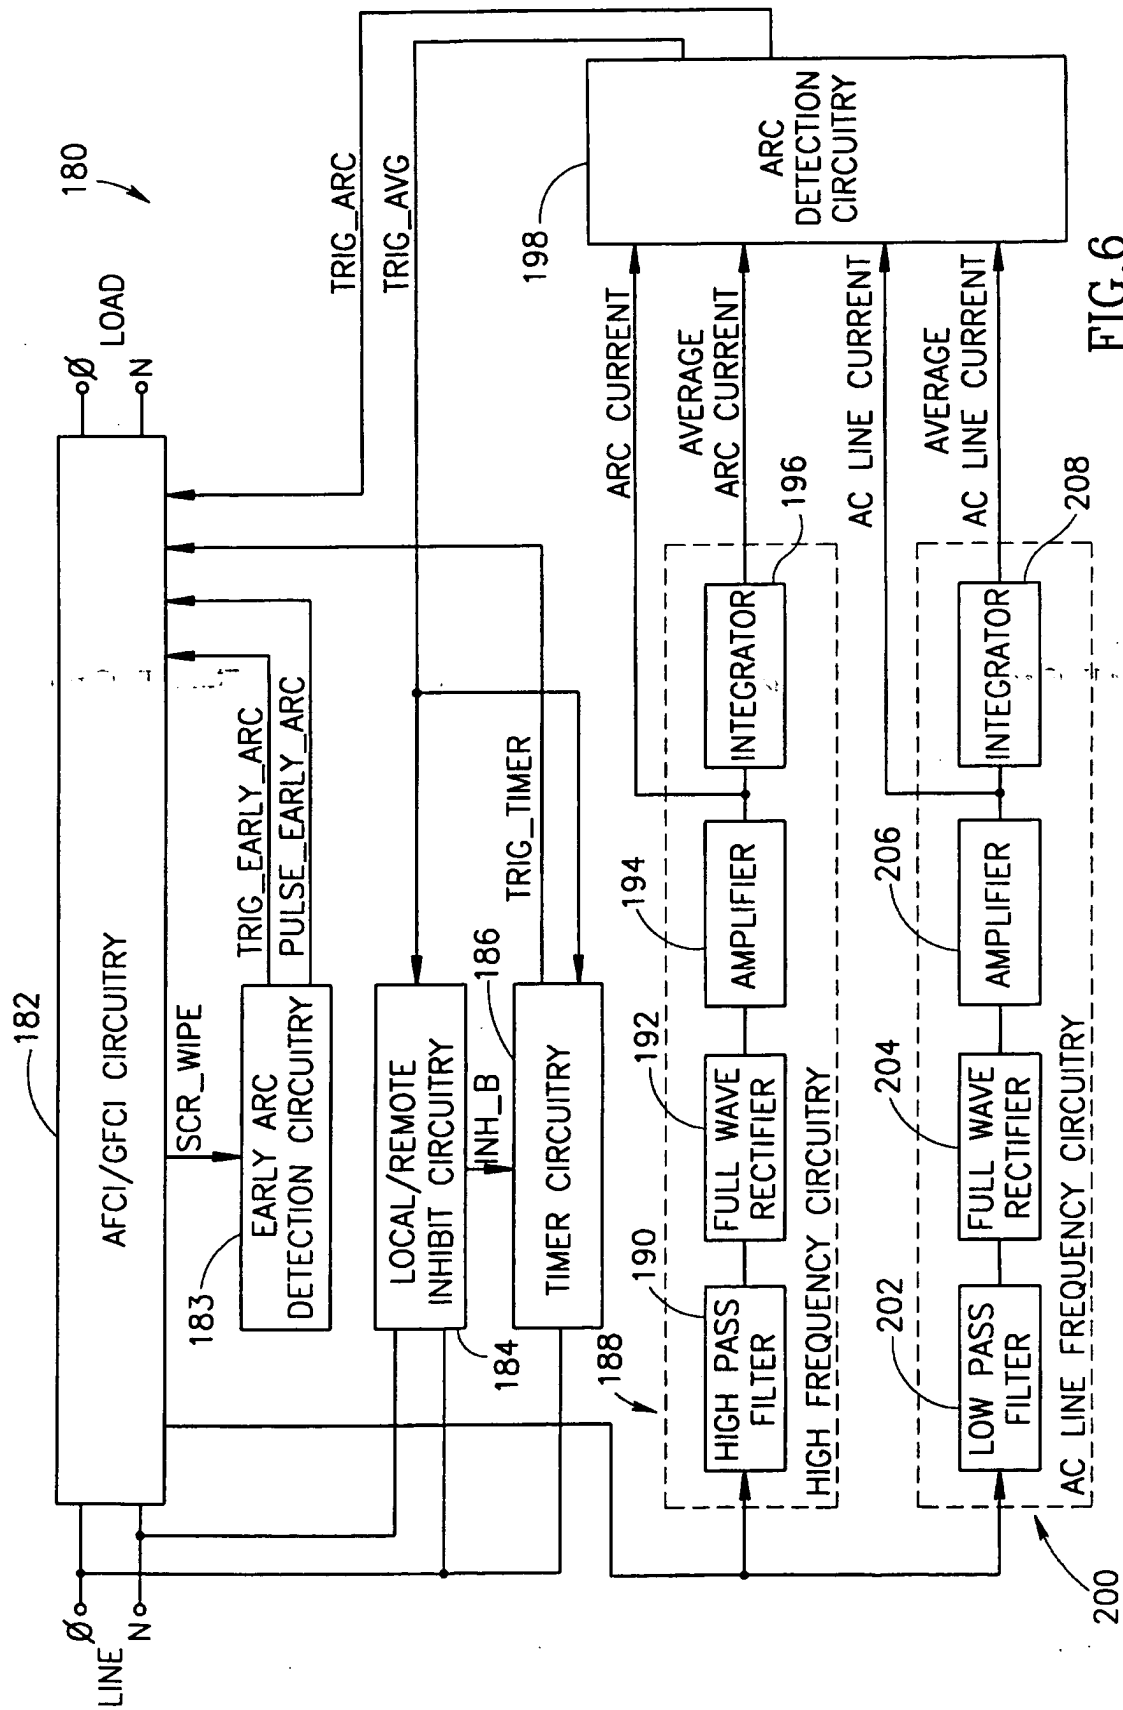 180
182
LINE
Ø
N
AFCI/GFCI CIRCUITRY
Ø
N
LOAD
SCR_WIPE
183
EARLY ARC
DETECTION CIRCUITRY
TRIG_EARLY_ARC
PULSE_EARLY_ARC
TRIG_ARC
TRIG_AVG
LOCAL/REMOTE
INHIBIT CIRCUITRY
184
INH_B
186
TIMER CIRCUITRY
TRIG_TIMER
188
190
HIGH PASS
FILTER
192
FULL WAVE
RECTIFIER
194
AMPLIFIER
INTEGRATOR
196
HIGH FREQUENCY CIRCUITRY
ARC CURRENT
AVERAGE
ARC CURRENT
198
ARC
DETECTION
CIRCUITRY
AC LINE CURRENT
AVERAGE
AC LINE CURRENT
200
202
LOW PASS
FILTER
204
FULL WAVE
RECTIFIER
206
AMPLIFIER
INTEGRATOR
208
AC LINE FREQUENCY CIRCUITRY
FIG.6